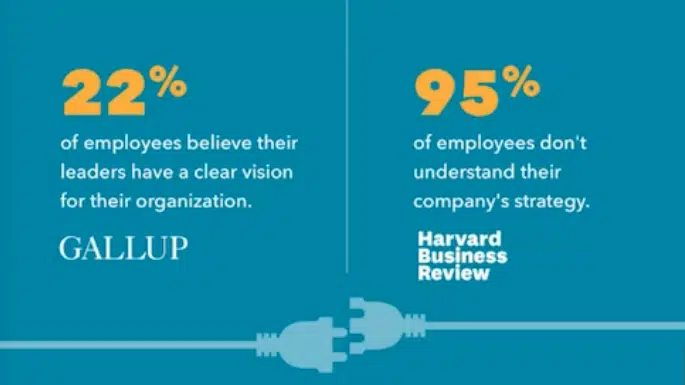 22%
of employees believe their
leaders have a clear vision
for their organization.
GALLUP
95%
of employees don't
understand their
company's strategy.
Harvard
Business
Review